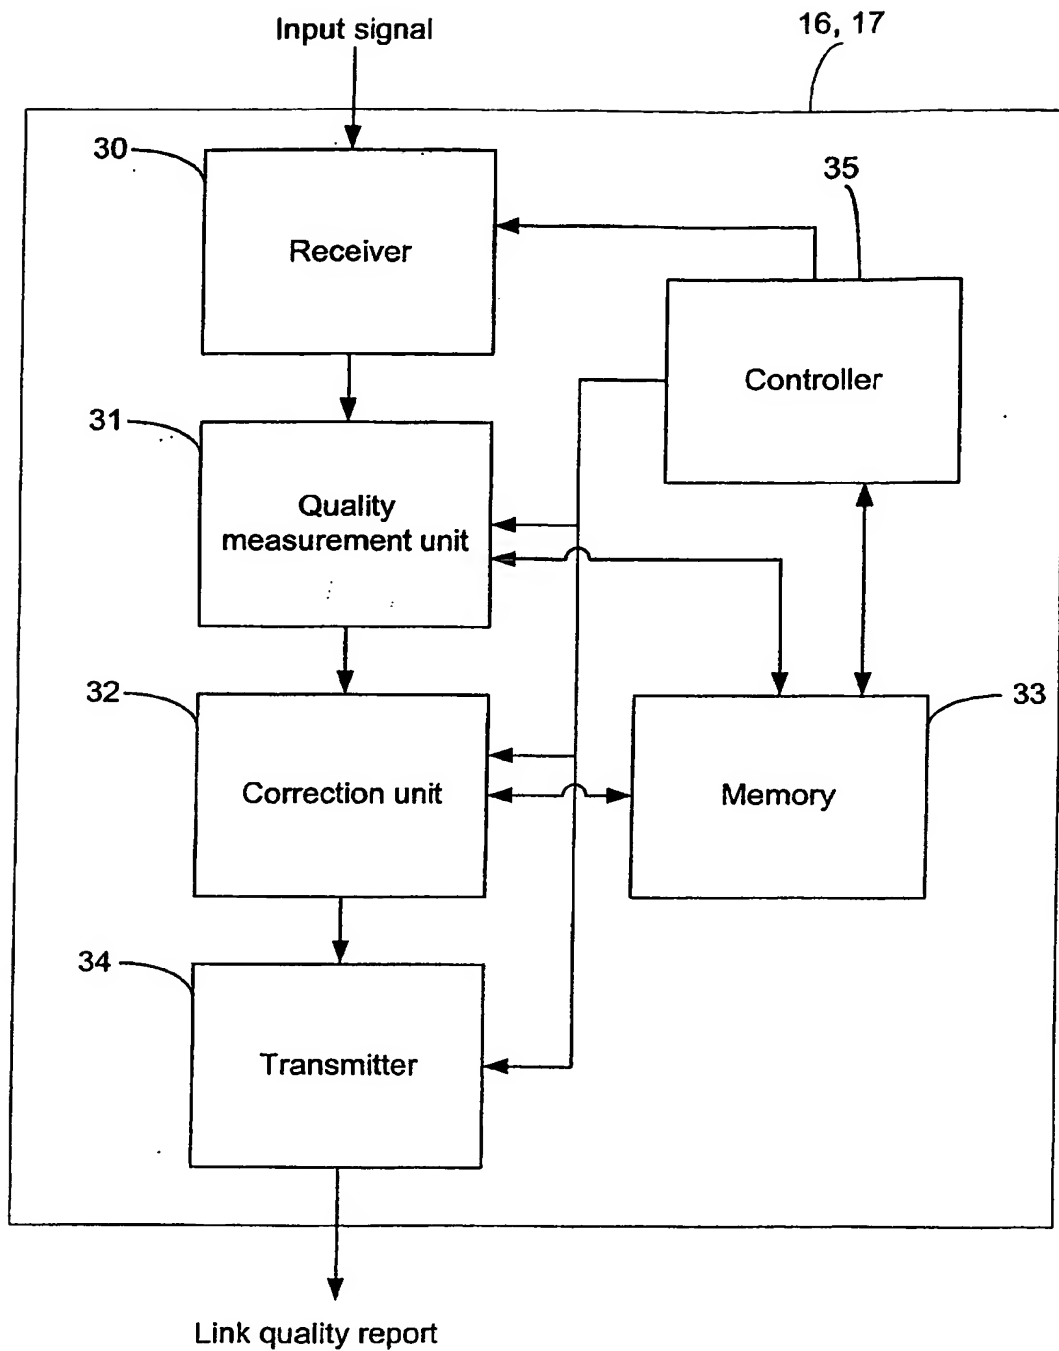 Input signal
16, 17
30
35
Receiver
Controller
31
Quality
measurement unit
32
33
Correction unit
Memory
34
Transmitter
Link quality report